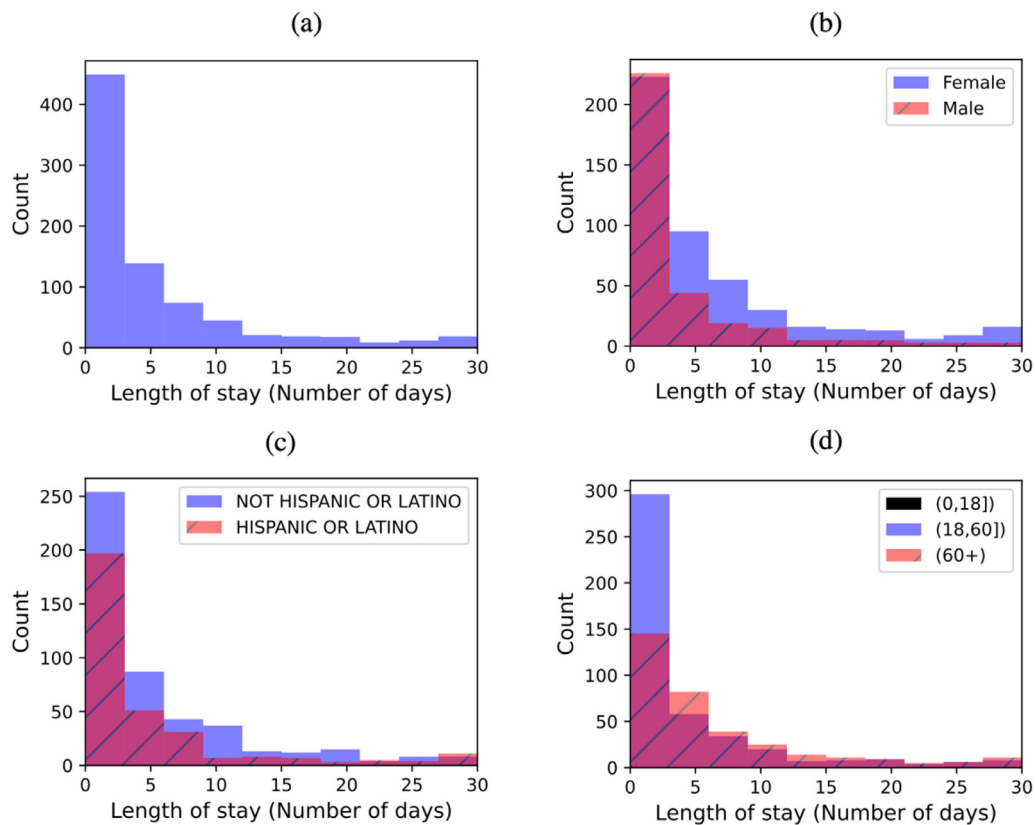 (a)
400
300
200
100
0
Count
0 5 10 15 20 25 30
Length of stay (Number of days)
(b)
200
150
100
50
0
Count
Female
Male
0 5 10 15 20 25 30
Length of stay (Number of days)
(c)
250
200
150
100
50
0
Count
NOT HISPANIC OR LATINO
HISPANIC OR LATINO
0 5 10 15 20 25 30
Length of stay (Number of days)
(d)
300
250
200
150
100
50
0
Count
(0,18])
(18,60])
(60+)
0 5 10 15 20 25 30
Length of stay (Number of days)